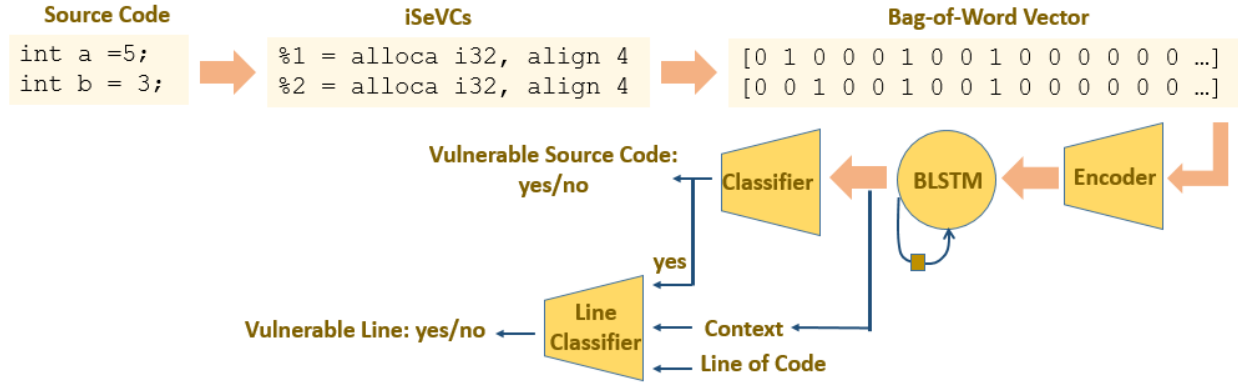 Source Code
iSeVCs
Bag-of-Word Vector
int a =5;
int b = 3;
%1 = alloca i32, align 4
%2 = alloca i32, align 4
[0 1 0 0 0 1 0 0 1 0 0 0 0 0 0 …]
[0 0 1 0 0 1 0 0 1 0 0 0 0 0 0 …]
Vulnerable Source Code:
yes/no
Classifier
BLSTM
Encoder
yes
Line
Classifier
Vulnerable Line: yes/no
Context
Line of Code